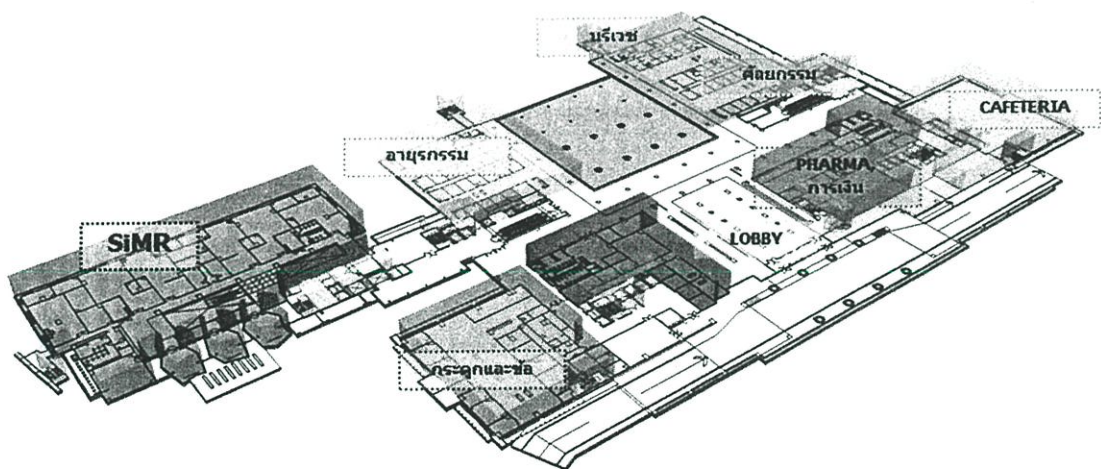 บรีเวช
ศัลยกรรม
CAFETERIA
อายุรกรรม
PHARMA
การเงิน
SiMR
LOBBY
กระดูกและข้อ